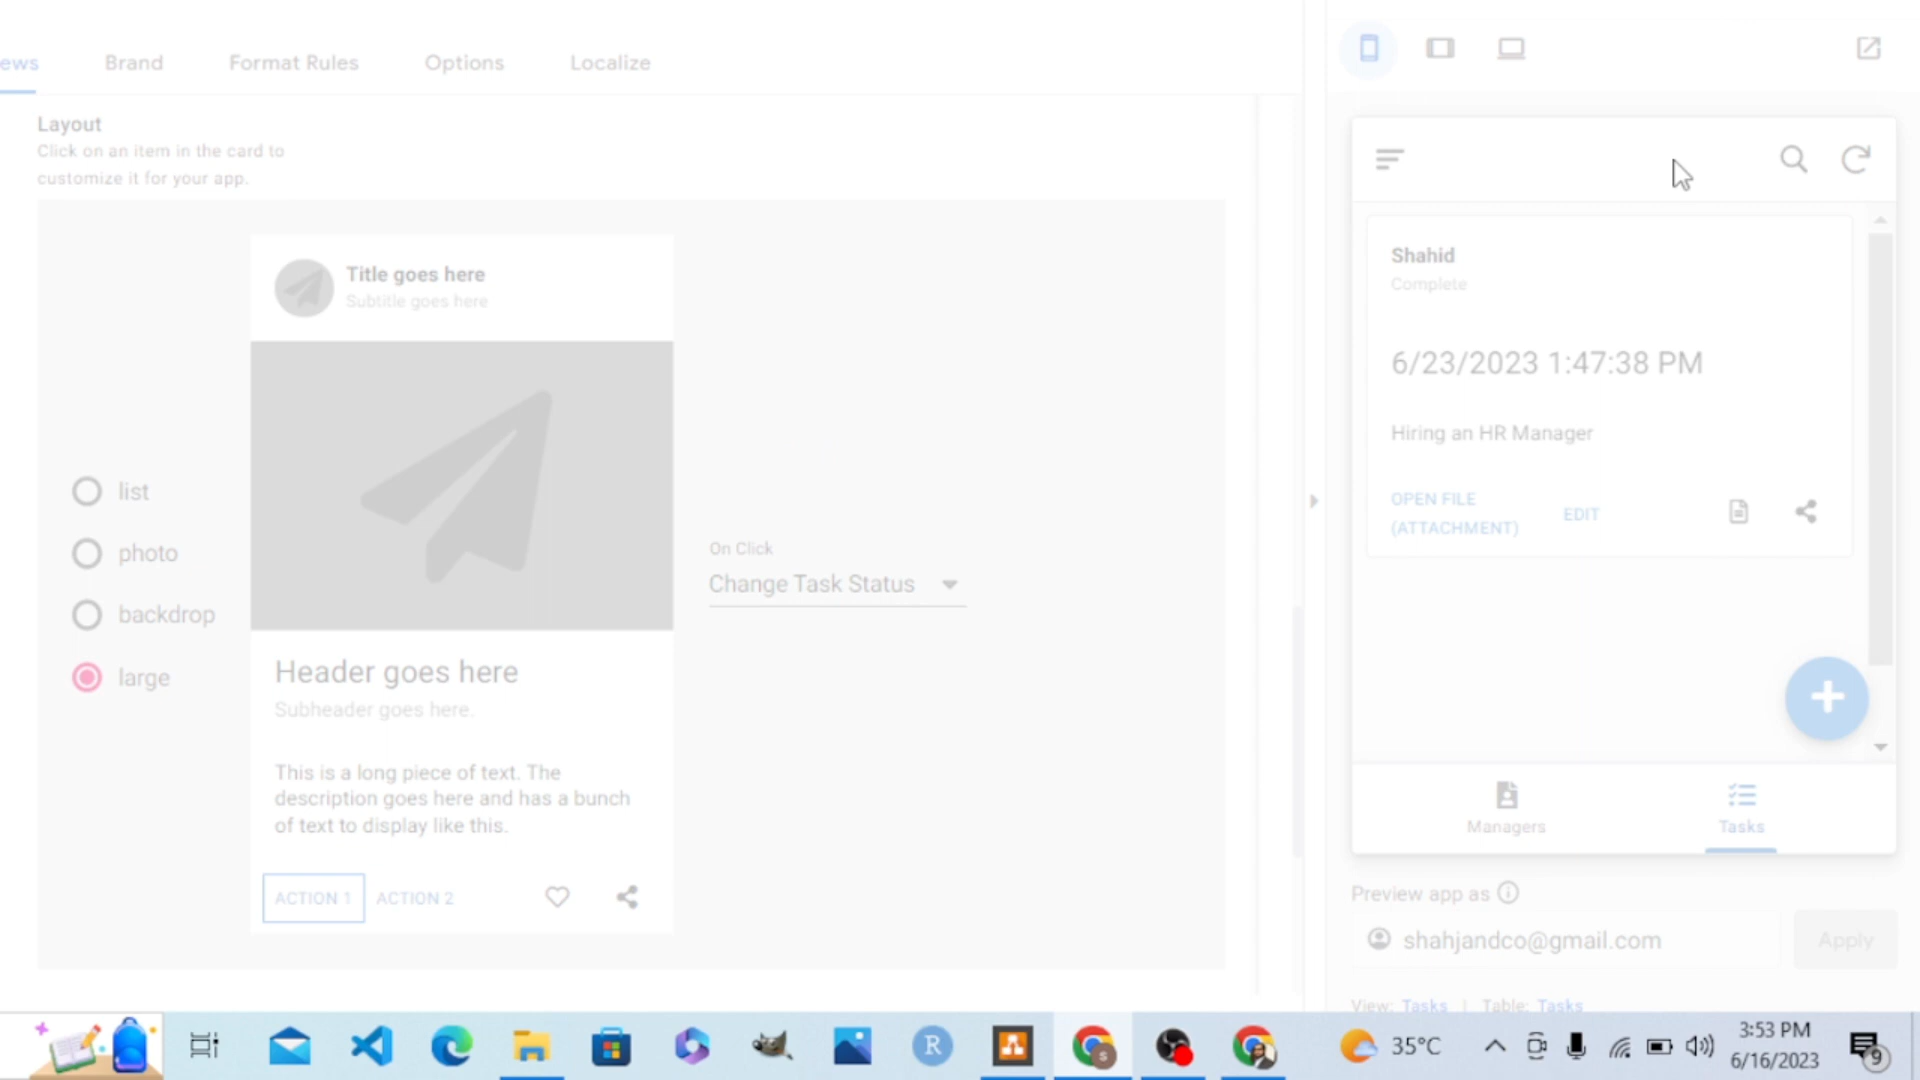 ews
Brand
Format Rules
Options
Localize
Layout
Click on an item in the card to
customize it for your app.
list
photo
backdrop
large
Title goes here
Subtitle goes here
Header goes here
Subheader goes here.
This is a long piece of text. The
description goes here and has a bunch
of text to display like this.
ACTION 1
ACTION 2
On Click
Change Task Status
Shahid
Complete
6/23/2023 1:47:38 PM
Hiring an HR Manager
OPEN FILE
(ATTACHMENT)
EDIT
Managers
Tasks
Preview app as
shahjandco@gmail.com
Apply
View: Tasks | Table: Tasks
R
s
35°C
3:53 PM
6/16/2023
9